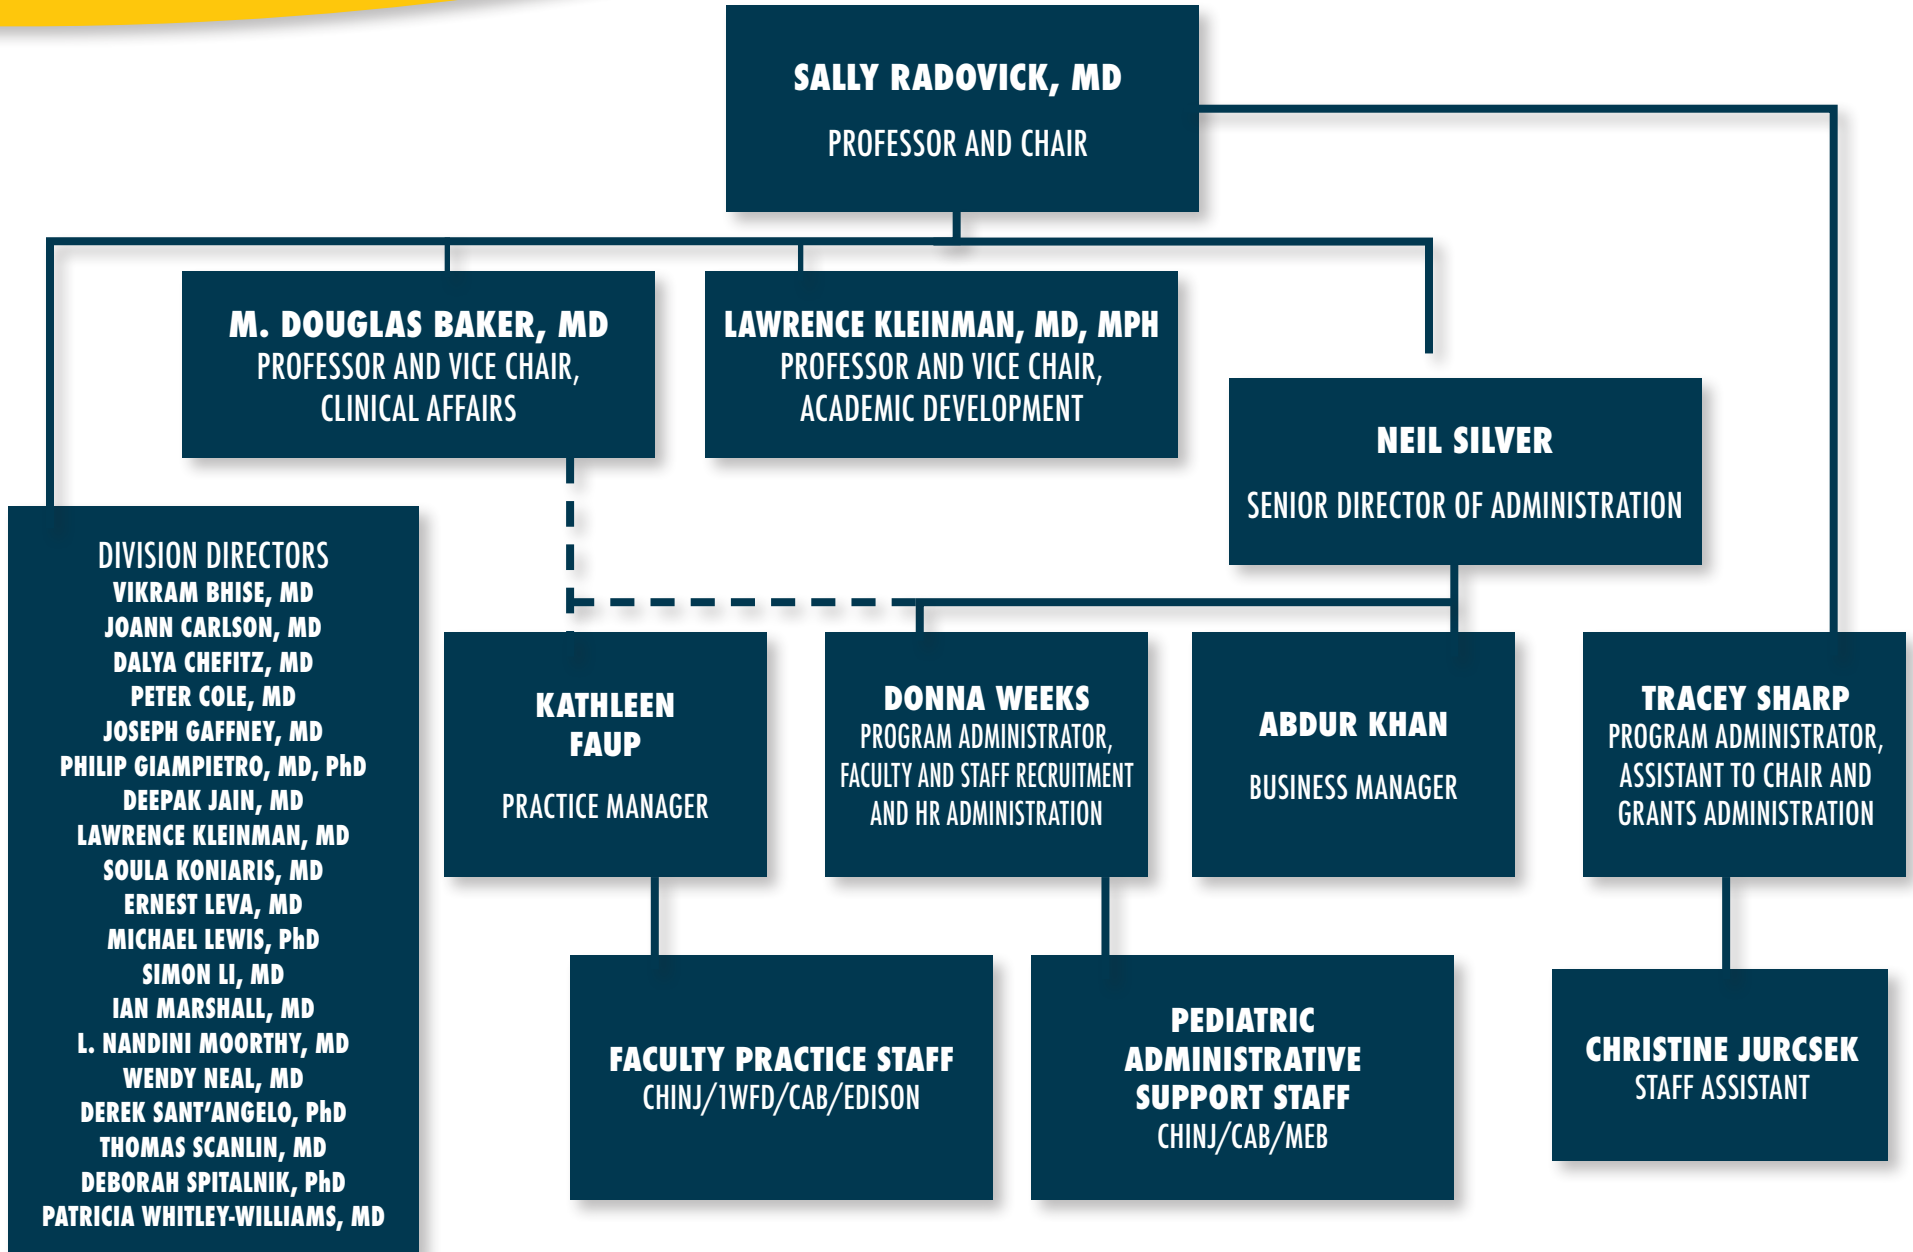 SALLY RADOVICK, MD
PROFESSOR AND CHAIR
M. DOUGLAS BAKER, MD
PROFESSOR AND VICE CHAIR,
CLINICAL AFFAIRS
LAWRENCE KLEINMAN, MD, MPH
PROFESSOR AND VICE CHAIR,
ACADEMIC DEVELOPMENT
NEIL SILVER
SENIOR DIRECTOR OF ADMINISTRATION
DIVISION DIRECTORS
VIKRAM BHISE, MD
JOANN CARLSON, MD
DALYA CHEFITZ, MD
PETER COLE, MD
JOSEPH GAFFNEY, MD
PHILIP GIAMPIETRO, MD, PhD
DEEPAK JAIN, MD
LAWRENCE KLEINMAN, MD
SOULA KONIARIS, MD
ERNEST LEVA, MD
MICHAEL LEWIS, PhD
SIMON LI, MD
IAN MARSHALL, MD
L. NANDINI MOORTHY, MD
WENDY NEAL, MD
DEREK SANT’ANGELO, PhD
THOMAS SCANLIN, MD
DEBORAH SPITALNIK, PhD
PATRICIA WHITLEY-WILLIAMS, MD
KATHLEEN
FAUP
PRACTICE MANAGER
DONNA WEEKS
PROGRAM ADMINISTRATOR,
FACULTY AND STAFF RECRUITMENT
AND HR ADMINISTRATION
ABDUR KHAN
BUSINESS MANAGER
TRACEY SHARP
PROGRAM ADMINISTRATOR,
ASSISTANT TO CHAIR AND
GRANTS ADMINISTRATION
FACULTY PRACTICE STAFF
CHINJ/1WFD/CAB/EDISON
PEDIATRIC
ADMINISTRATIVE
SUPPORT STAFF
CHINJ/CAB/MEB
CHRISTINE JURCSEK
STAFF ASSISTANT